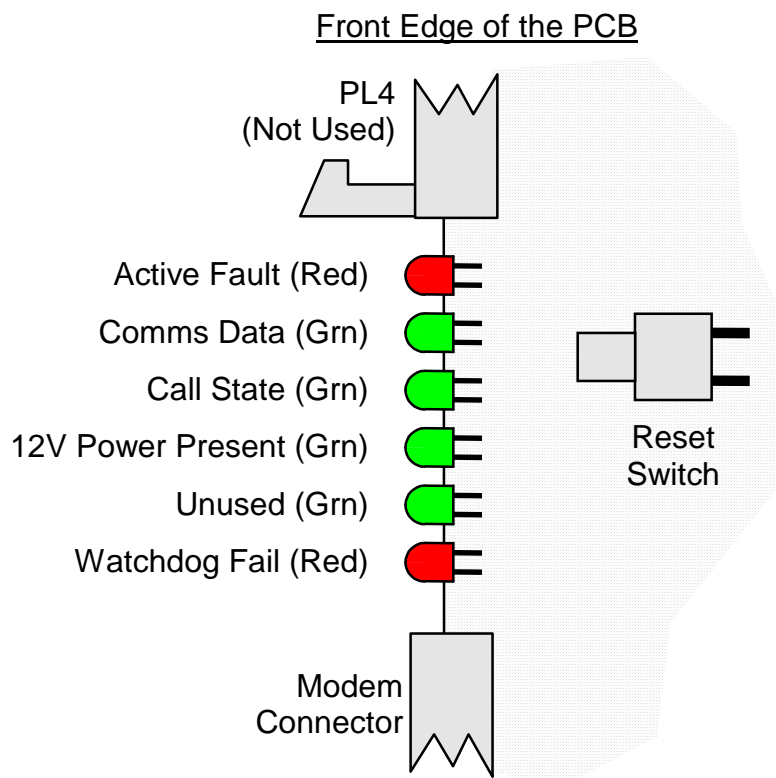 Front Edge of the PCB
PL4
(Not Used)
Active Fault (Red)
Comms Data (Grn)
Call State (Grn)
12V Power Present (Grn)
Unused (Grn)
Watchdog Fail (Red)
Reset
Switch
Modem
Connector